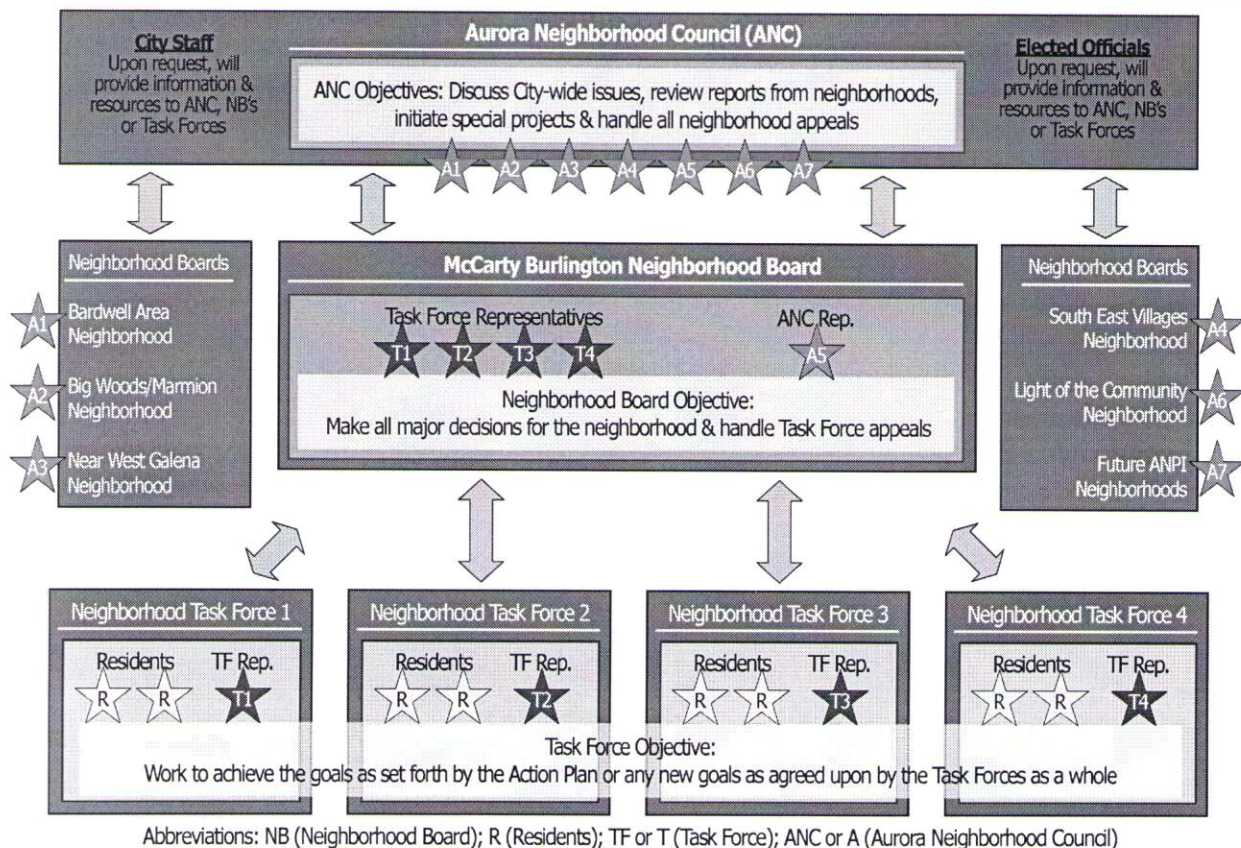 Aurora Neighborhood Council (ANC)
City Staff
Upon request, will
provide information &
resources to ANC, NB's
or Task Forces
ANC Objectives: Discuss City-wide issues, review reports from neighborhoods,
initiate special projects & handle all neighborhood appeals
Elected Officials
Upon request, will
provide information &
resources to ANC, NB's
or Task Forces
A1 A2 A3 A4 A5 A6 A7
Neighborhood Boards
A1 Bardwell Area
Neighborhood
A2 Big Woods/Marmion
Neighborhood
A3 Near West Galena
Neighborhood
McCarty Burlington Neighborhood Board
Task Force Representatives
T1 T2 T3 T4
ANC Rep.
A5
Neighborhood Board Objective:
Make all major decisions for the neighborhood & handle Task Force appeals
Neighborhood Boards
South East Villages
Neighborhood A4
Light of the Community
Neighborhood A6
Future ANPI
Neighborhoods A7
Neighborhood Task Force 1
Residents TF Rep.
R R T1
Neighborhood Task Force 2
Residents TF Rep.
R R T2
Neighborhood Task Force 3
Residents TF Rep.
R R T3
Neighborhood Task Force 4
Residents TF Rep.
R R T4
Task Force Objective:
Work to achieve the goals as set forth by the Action Plan or any new goals as agreed upon by the Task Forces as a whole
Abbreviations: NB (Neighborhood Board); R (Residents); TF or T (Task Force); ANC or A (Aurora Neighborhood Council)